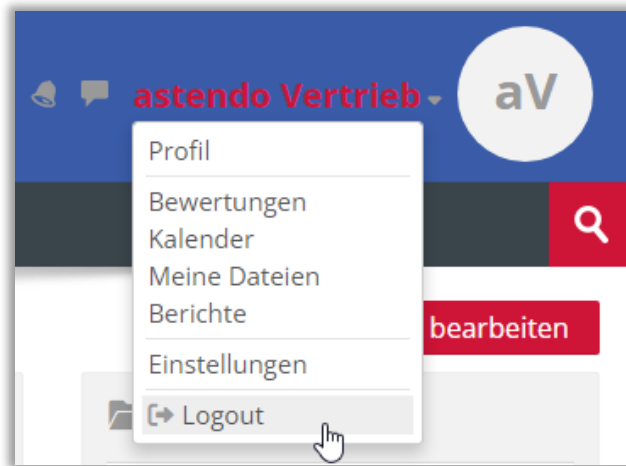 astendo Vertrieb
aV
Profil
Bewertungen
Kalender
Meine Dateien
Berichte
bearbeiten
Einstellungen
Logout